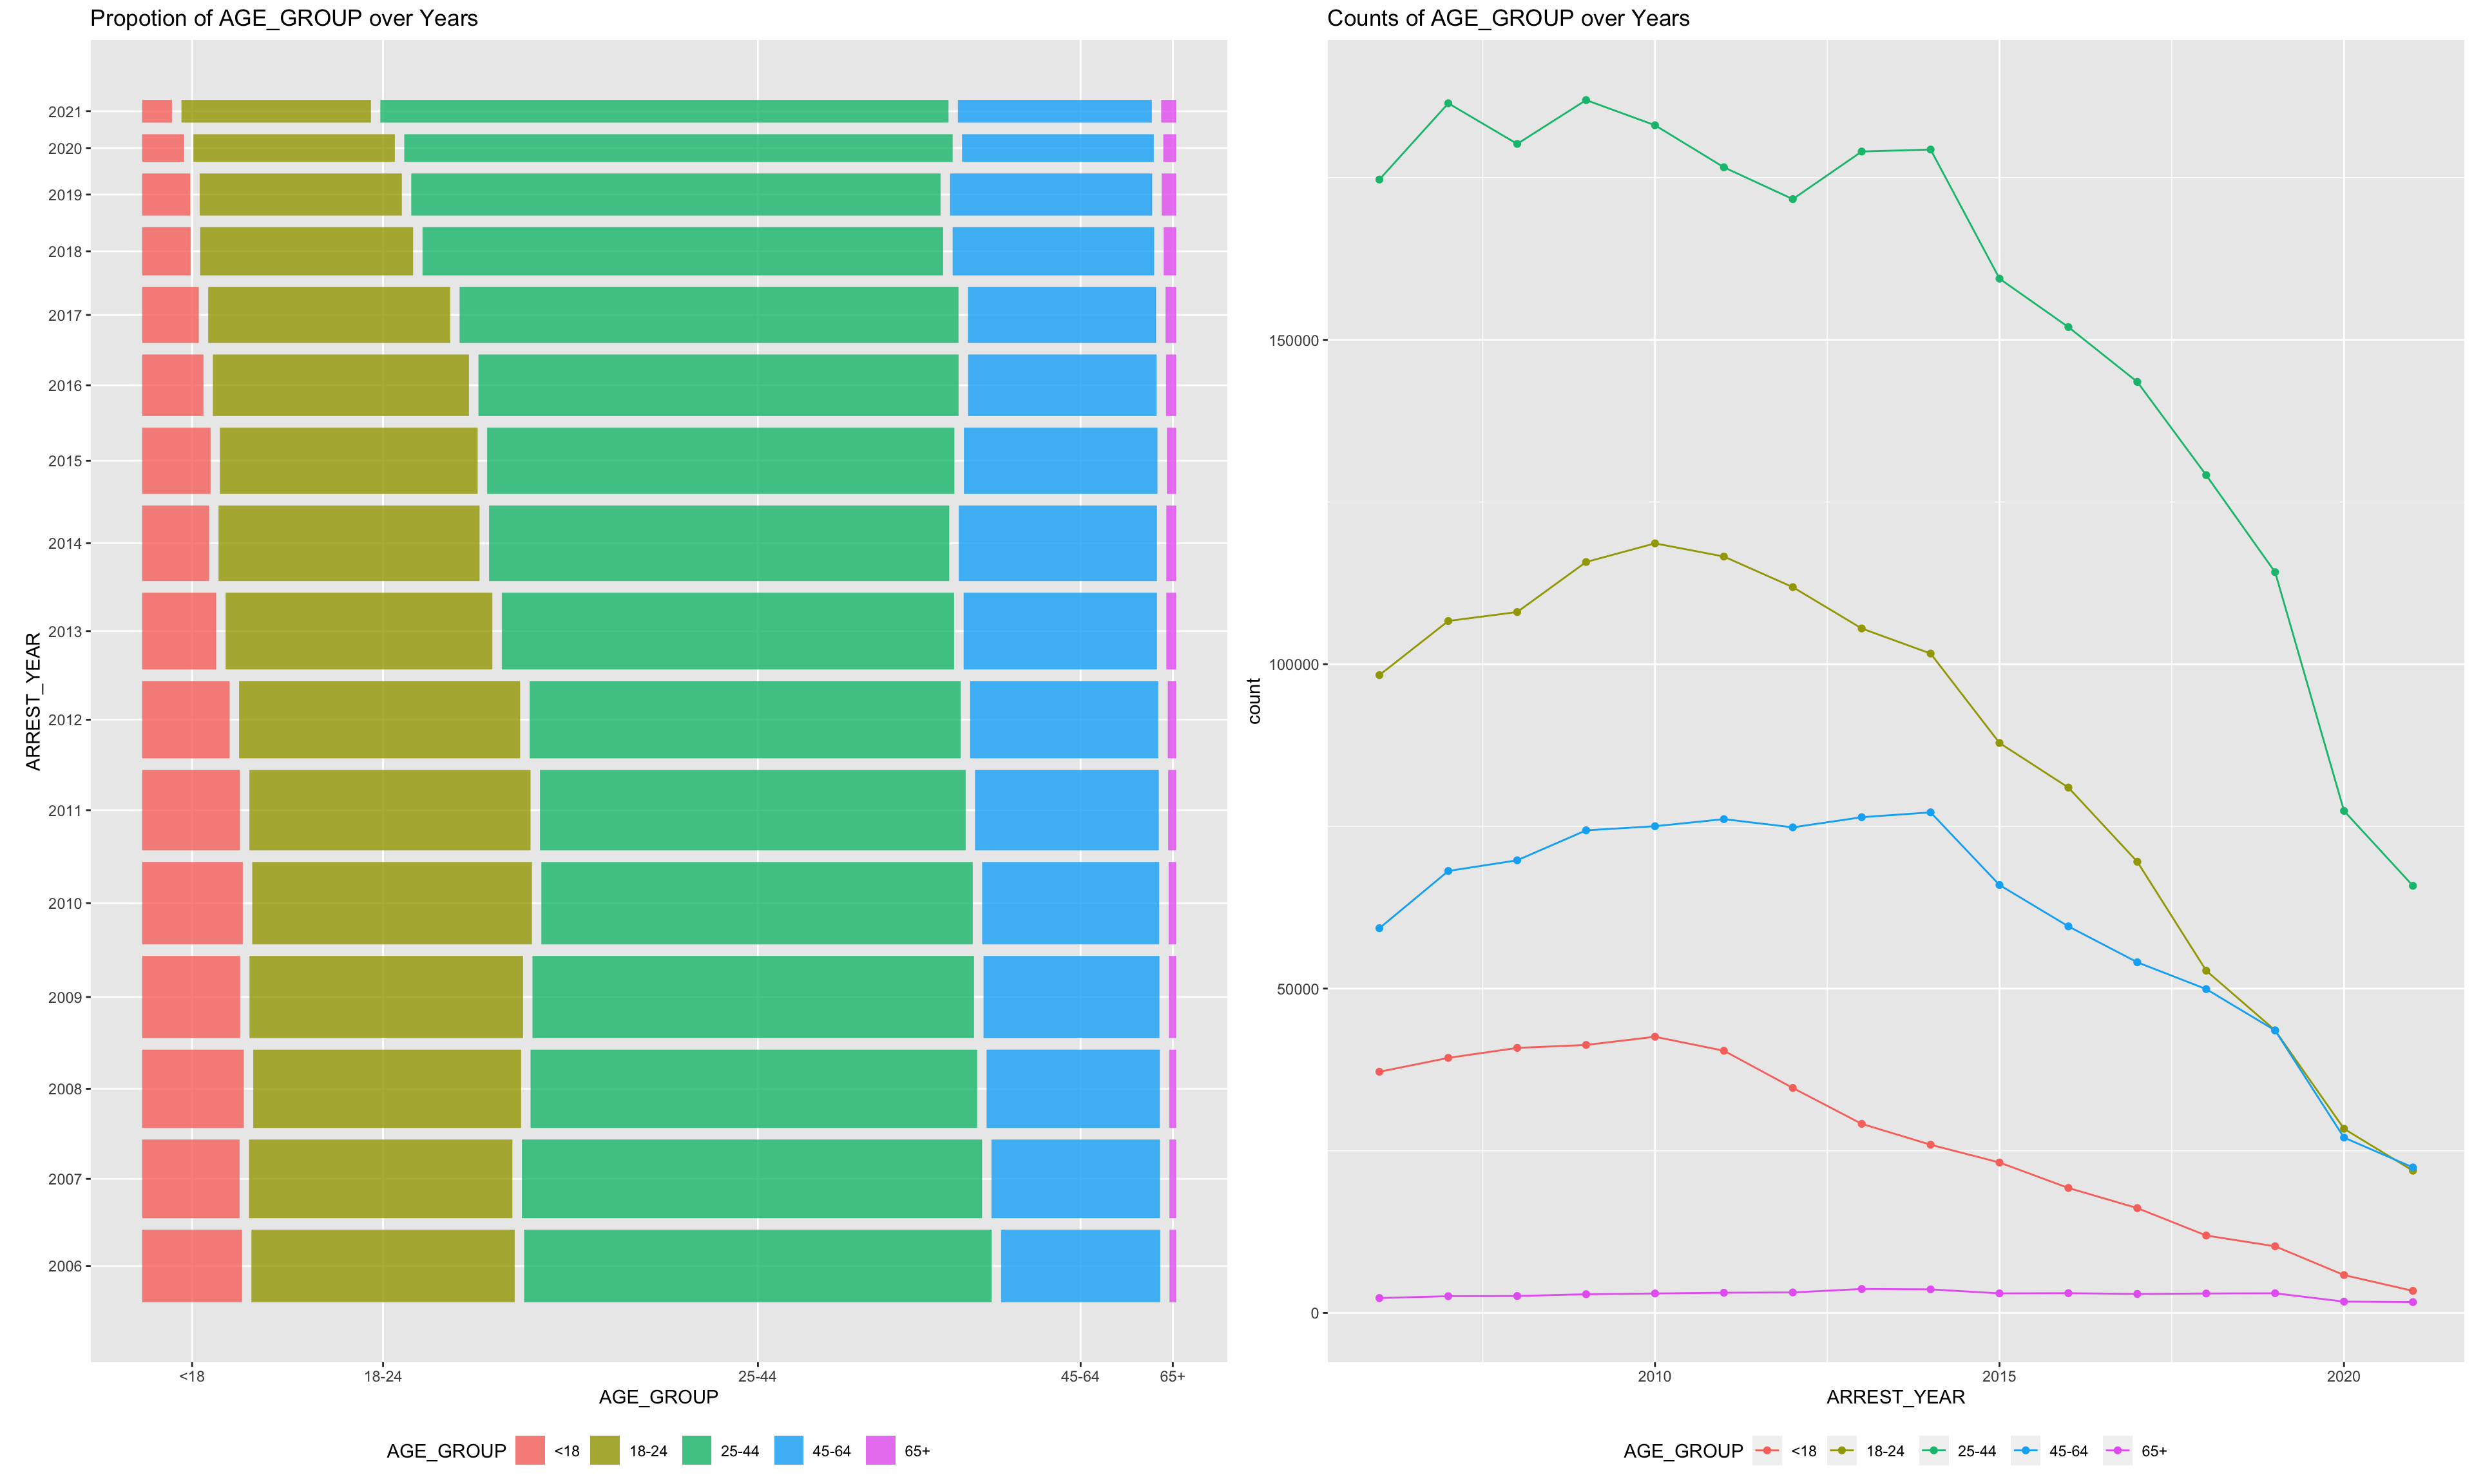 Propotion of AGE_GROUP over Years
2021
2020
2019
2018
2017
2016
2015
2014
2013
2012
2011
2010
2009
2008
2007
2006
ARREST_YEAR
<18 18-24 25-44 45-64 65+
AGE_GROUP
AGE_GROUP <18 18-24 25-44 45-64 65+
Counts of AGE_GROUP over Years
150000
100000
50000
0
count
2010 2015 2020
ARREST_YEAR
AGE_GROUP <18 18-24 25-44 45-64 65+